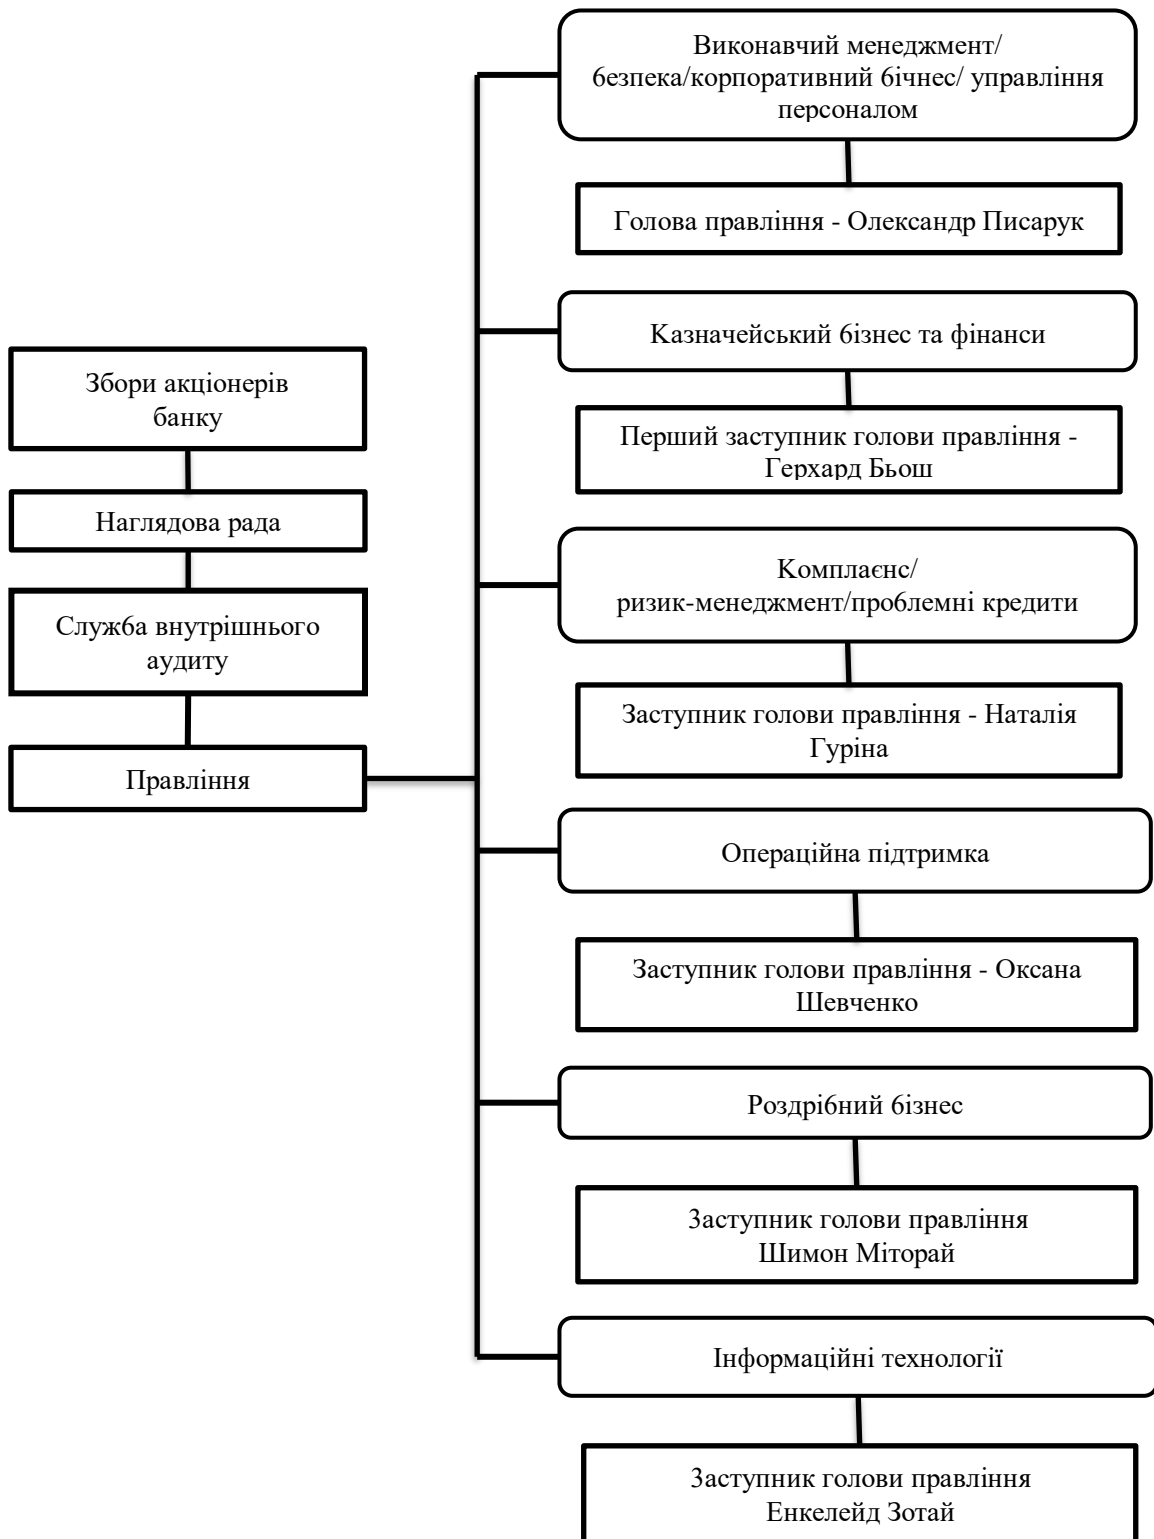 Виконавчий менеджмент/
безпека/корпоративний бічнес/ управління
персоналом
Голова правління - Олександр Писарук
Казначейський бізнес та фінанси
Збори акціонерів
банку
Перший заступник голови правління -
Герхард Бьош
Наглядова рада
Комплаєнс/
ризик-менеджмент/проблемні кредити
Служба внутрішнього
аудиту
Заступник голови правління - Наталія
Гуріна
Правління
Операційна підтримка
Заступник голови правління - Оксана
Шевченко
Роздрібний бізнес
Заступник голови правління
Шимон Міторай
Інформаційні технології
Заступник голови правління
Енкелейд Зотай